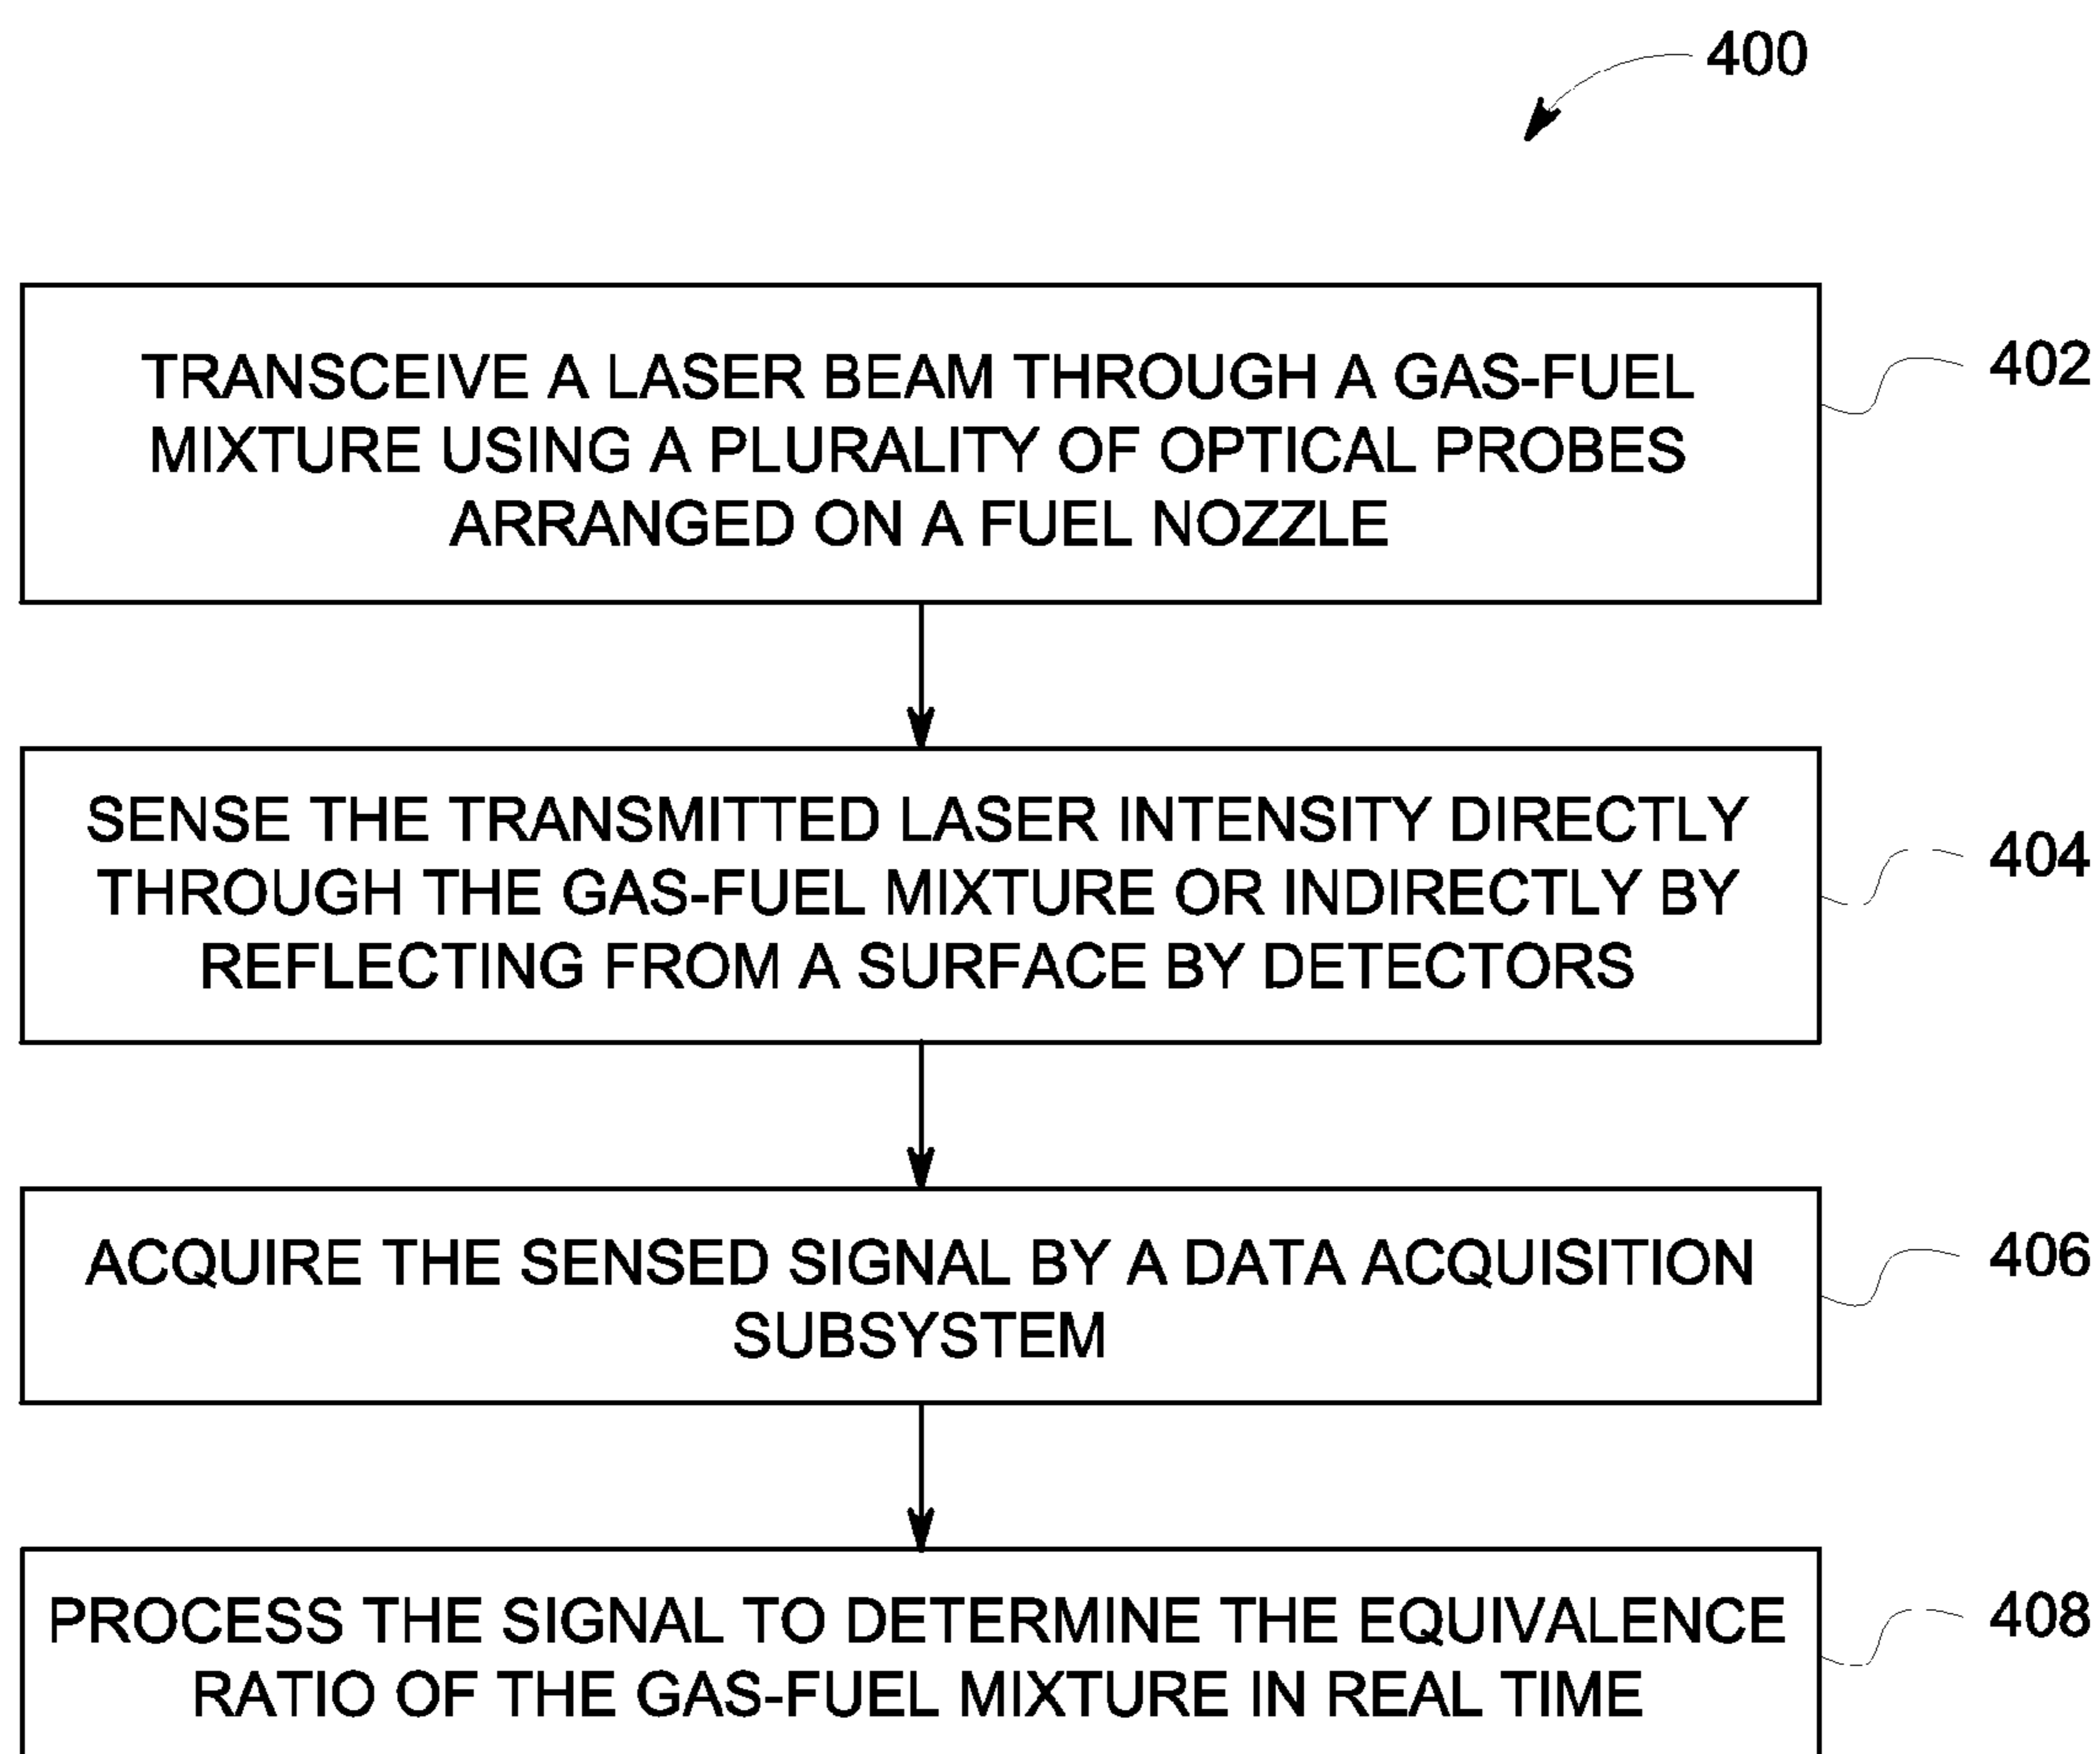 400
TRANSCEIVE A LASER BEAM THROUGH A GAS-FUEL
MIXTURE USING A PLURALITY OF OPTICAL PROBES
ARRANGED ON A FUEL NOZZLE
402
SENSE THE TRANSMITTED LASER INTENSITY DIRECTLY
THROUGH THE GAS-FUEL MIXTURE OR INDIRECTLY BY
REFLECTING FROM A SURFACE BY DETECTORS
404
ACQUIRE THE SENSED SIGNAL BY A DATA ACQUISITION
SUBSYSTEM
406
PROCESS THE SIGNAL TO DETERMINE THE EQUIVALENCE
RATIO OF THE GAS-FUEL MIXTURE IN REAL TIME
408